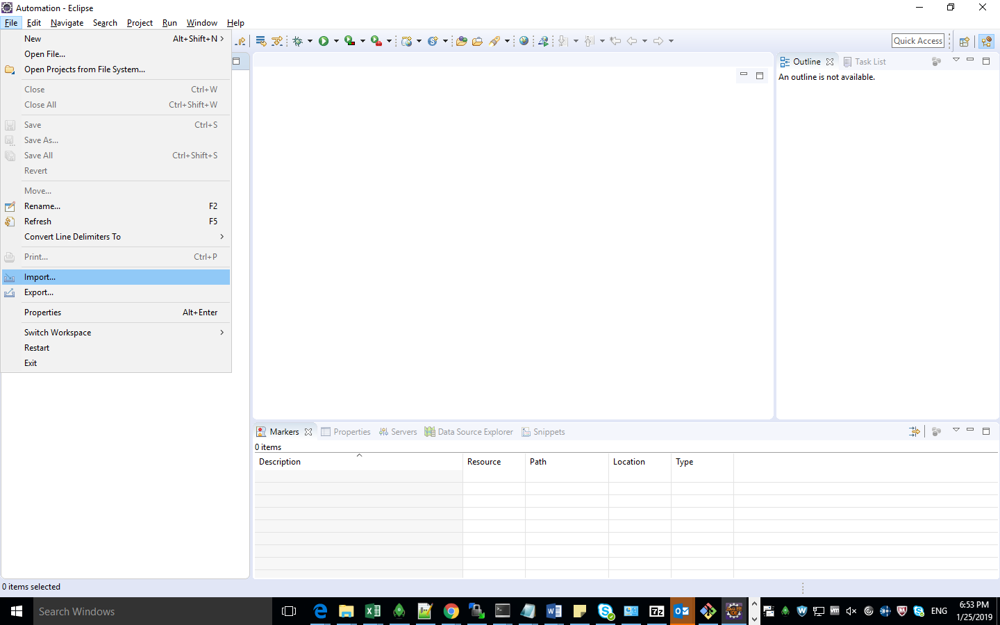 Automation - Eclipse
File Edit Navigate Search Project Run Window Help
New Alt+Shift+N
Open File...
Open Projects from File System...
Close Ctrl+W
Close All Ctrl+Shift+W
Save Ctrl+S
Save As...
Save All Ctrl+Shift+S
Revert
Move...
Rename... F2
Refresh F5
Convert Line Delimiters To
Print... Ctrl+P
Import...
Export...
Properties Alt+Enter
Switch Workspace
Restart
Exit
Quick Access
Outline Task List
An outline is not available.
Markers Properties Servers Data Source Explorer Snippets
0 items
Description Resource Path Location Type
0 items selected
Search Windows
ENG
6:53 PM
1/25/2019